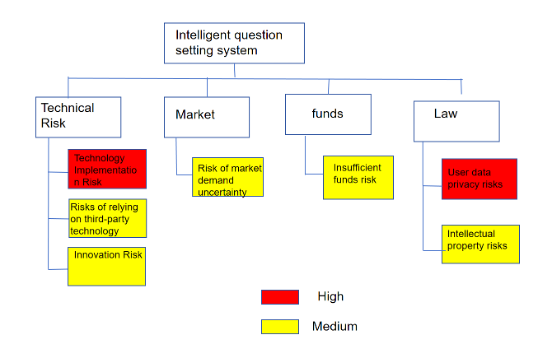 Intelligent question
setting system
Technical
Risk
Market
funds
Law
Technology
Implementatio
n Risk
Risk of market
demand
uncertainty
Insufficient
funds risk
User data
privacy risks
Risks of relying
on third-party
technology
Intellectual
property risks
Innovation Risk
High
Medium